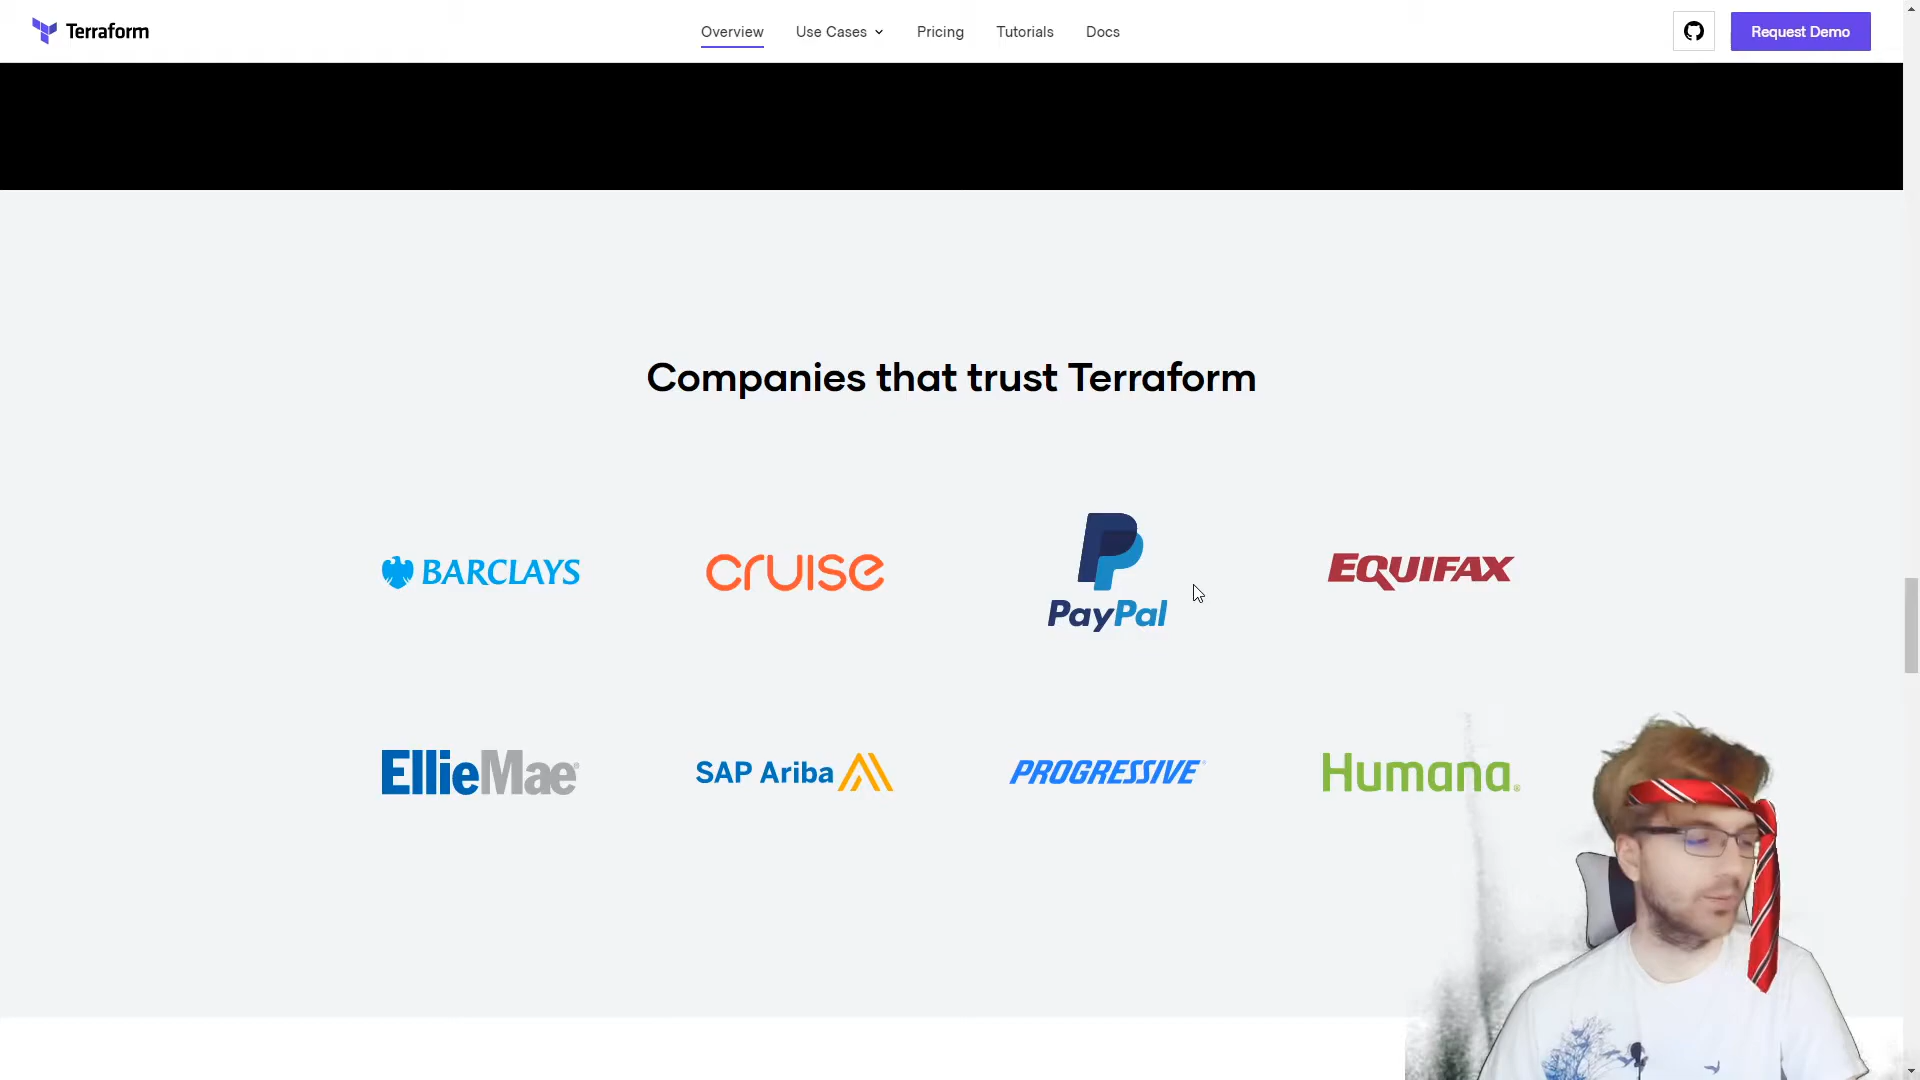 Terraform
Overview Use Cases Pricing Tutorials Docs
Request Demo
Companies that trust Terraform
BARCLAYS
cruise
PayPal
EQUIFAX
EllieMae®
SAP Ariba
PROGRESSIVE
Humana®